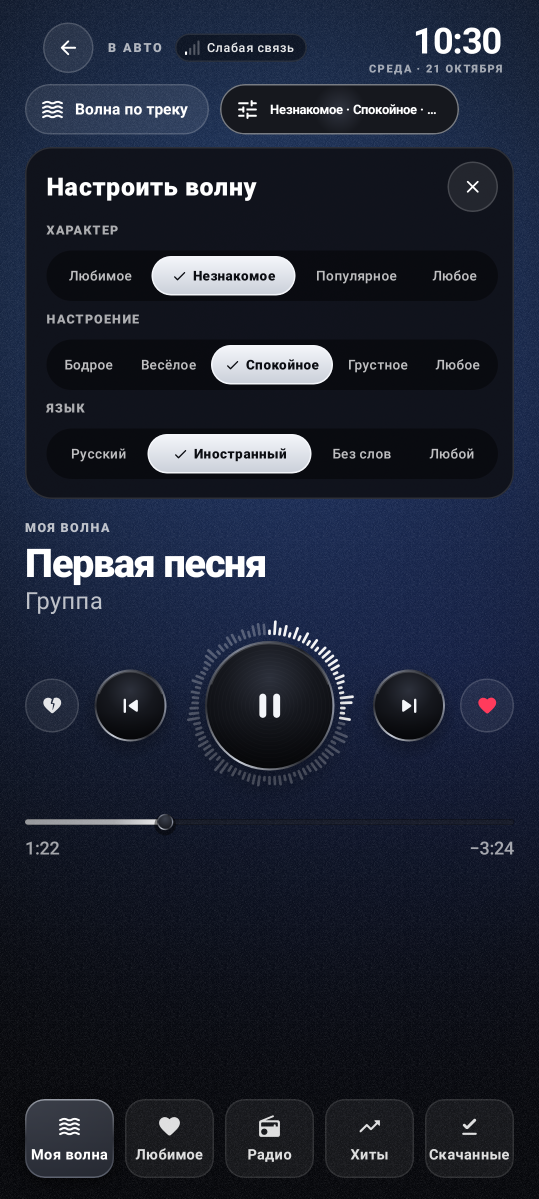 В АВТО
Слабая связь
10:30
СРЕДА · 21 ОКТЯБРЯ
Волна по треку
Незнакомое · Спокойное · ...
Настроить волну
ХАРАКТЕР
Любимое Незнакомое Популярное Любое
НАСТРОЕНИЕ
Бодрое Весёлое Спокойное Грустное Любое
ЯЗЫК
Русский Иностранный Без слов Любой
МОЯ ВОЛНА
Первая песня
Группа
1:22 −3:24
Моя волна Любимое Радио Хиты Скачанные